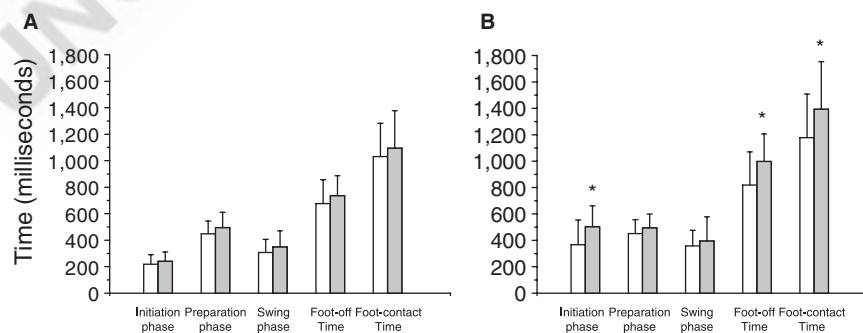 A
Time (milliseconds)
1,800
1,600
1,400
1,200
1,000
800
600
400
200
0
Initiation phase
Preparation phase
Swing phase
Foot-off Time
Foot-contact Time
B
1,800
1,600
1,400
1,200
1,000
800
600
400
200
0
*
*
*
Initiation phase
Preparation phase
Swing phase
Foot-off Time
Foot-contact Time